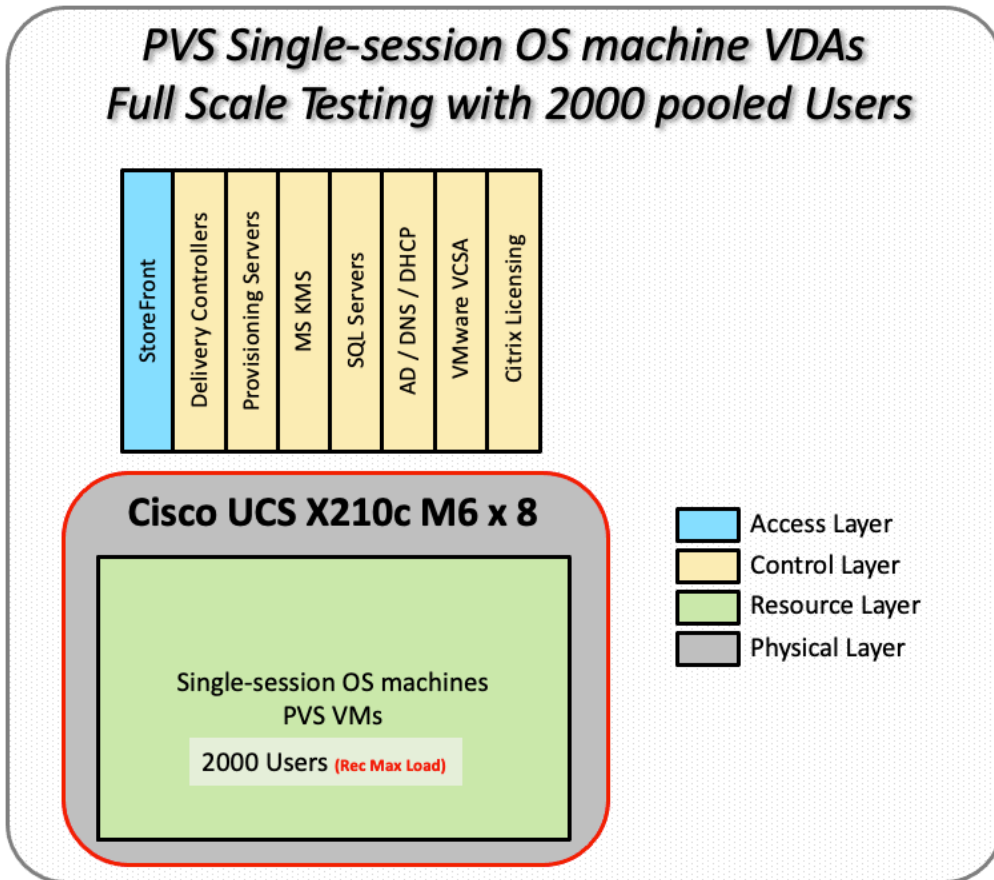 PVS Single-session OS machine VDAs
Full Scale Testing with 2000 pooled Users
StoreFront
Delivery Controllers
Provisioning Servers
MS KMS
SQL Servers
AD / DNS / DHCP
VMware VCSA
Citrix Licensing
Cisco UCS X210c M6 x 8
Single-session OS machines
PVS VMs
2000 Users (Rec Max Load)
Access Layer
Control Layer
Resource Layer
Physical Layer